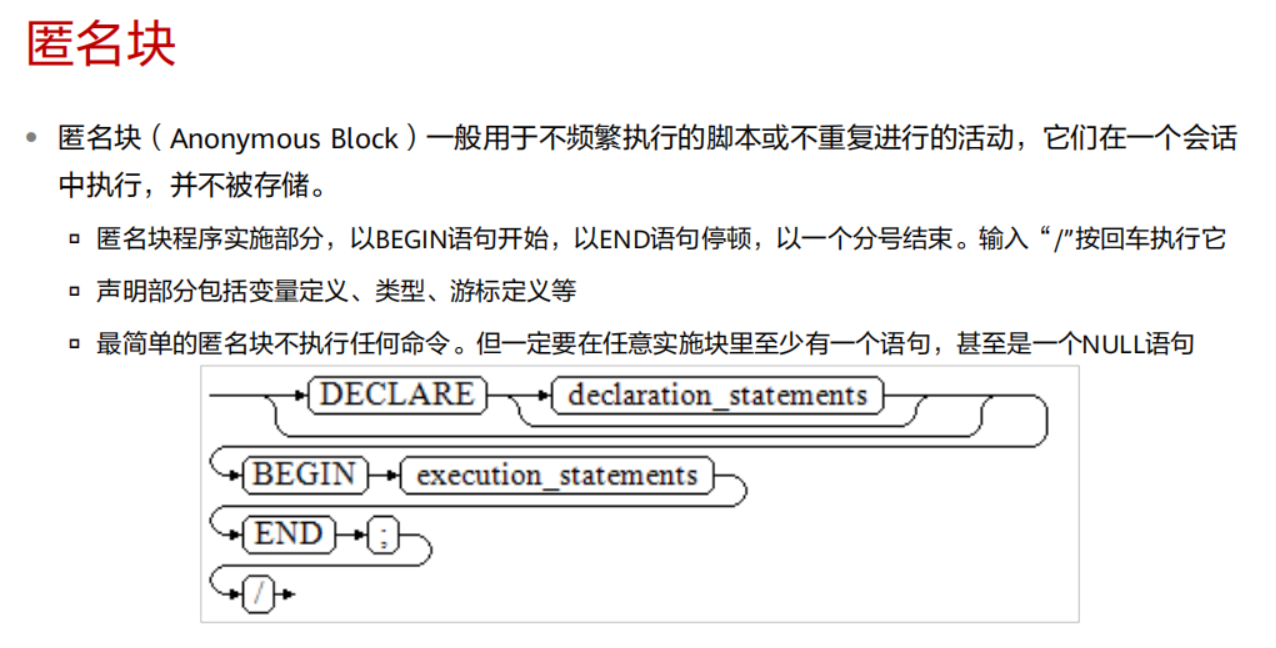 匿名块
• 匿名块（Anonymous Block）一般用于不频繁执行的脚本或不重复进行的活动，它们在一个会话
中执行，并不被存储。
▫ 匿名块程序实施部分，以BEGIN语句开始，以END语句停顿，以一个分号结束。输入“/”按回车执行它
▫ 声明部分包括变量定义、类型、游标定义等
▫ 最简单的匿名块不执行任何命令。但一定要在任意实施块里至少有一个语句，甚至是一个NULL语句
DECLARE declaration_statements
BEGIN execution_statements
END ;
/